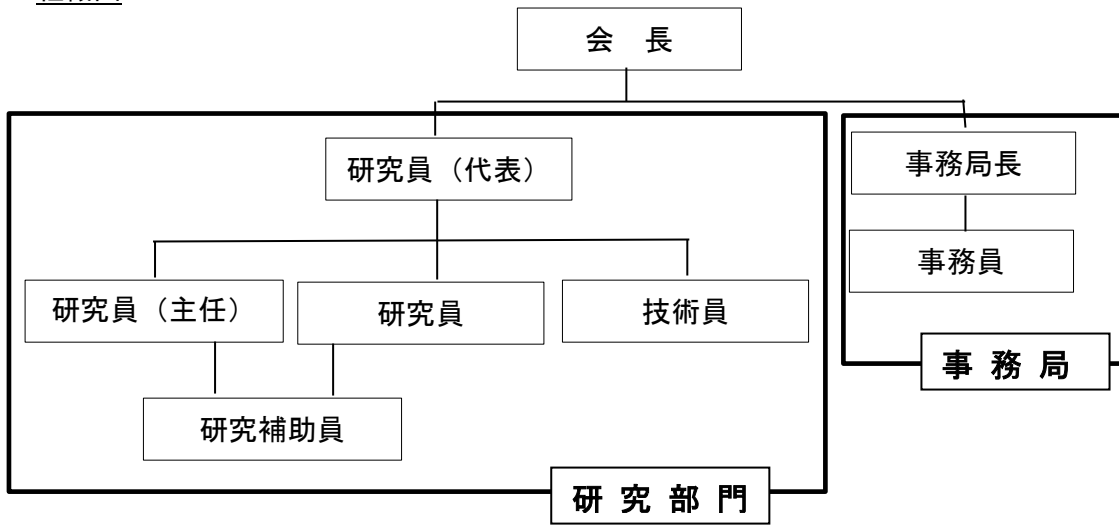 会 長
研究員（代表）
事務局長
事務員
研究員（主任）
研究員
技術員
研究補助員
事 務 局
研 究 部 門